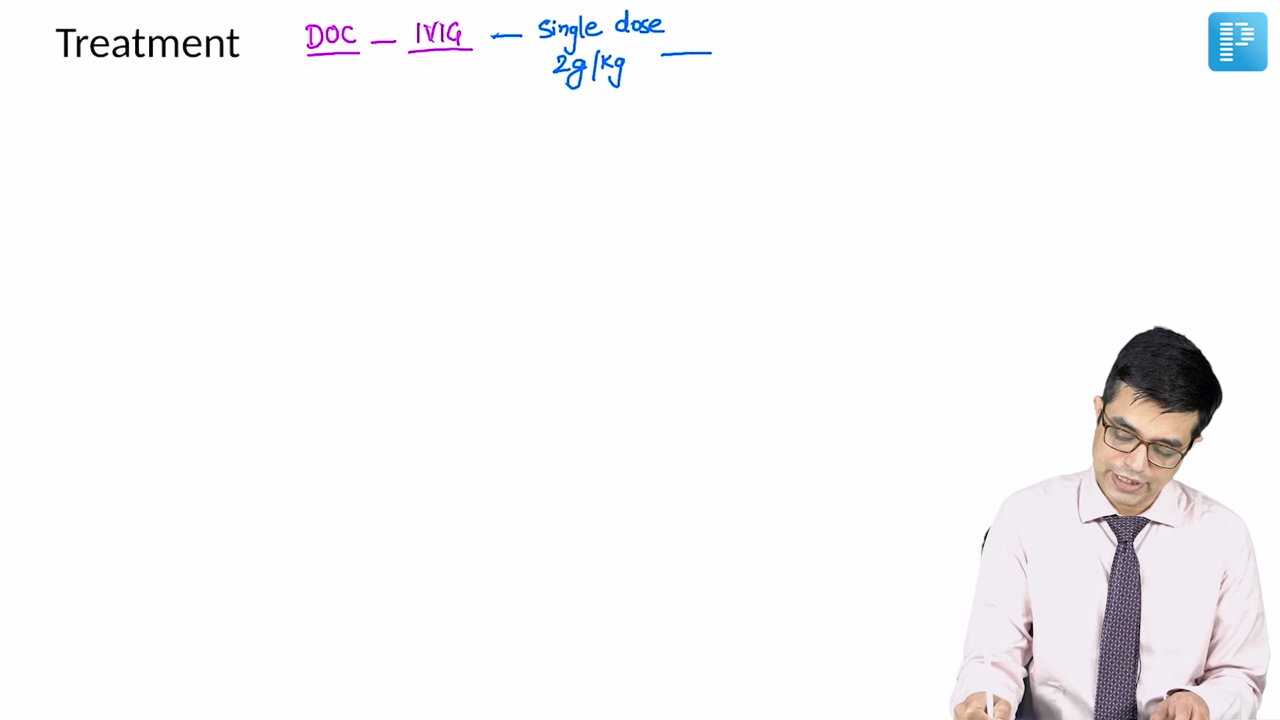 Treatment DOC — IVIG — Single dose
2g/kg —